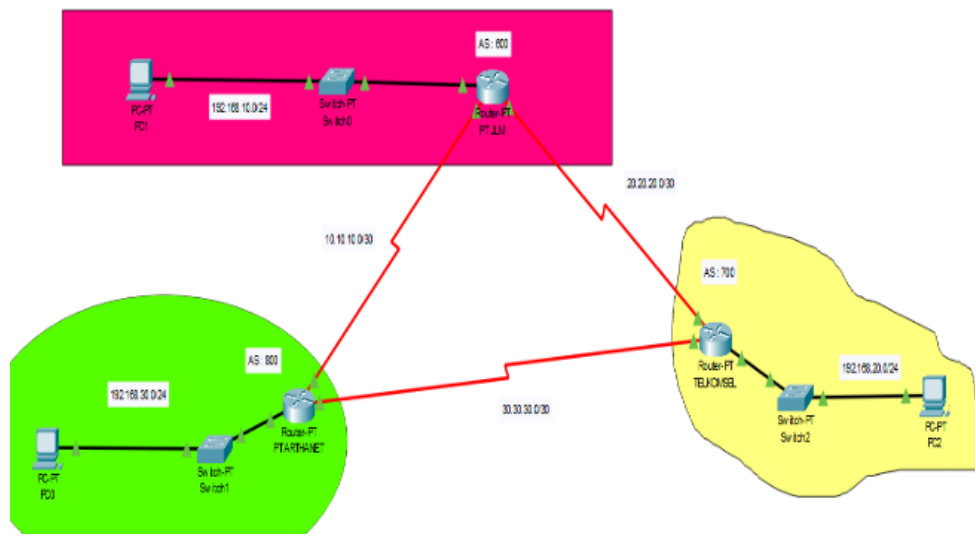 AS : 600
192.168.10.0/24
PC-PT
PC1
Switch-PT
Switch0
Router-PT
PT JLM
20.20.20.0/30
10.10.10.0/30
AS : 700
AS : 800
192.168.30.0/24
192.168.20.0/24
Router-PT
TELKOMSEL
30.30.30.0/30
Router-PT
PT ARTHANET
Switch-PT
Switch2
PC-PT
PC2
PC-PT
PC0
Switch-PT
Switch1